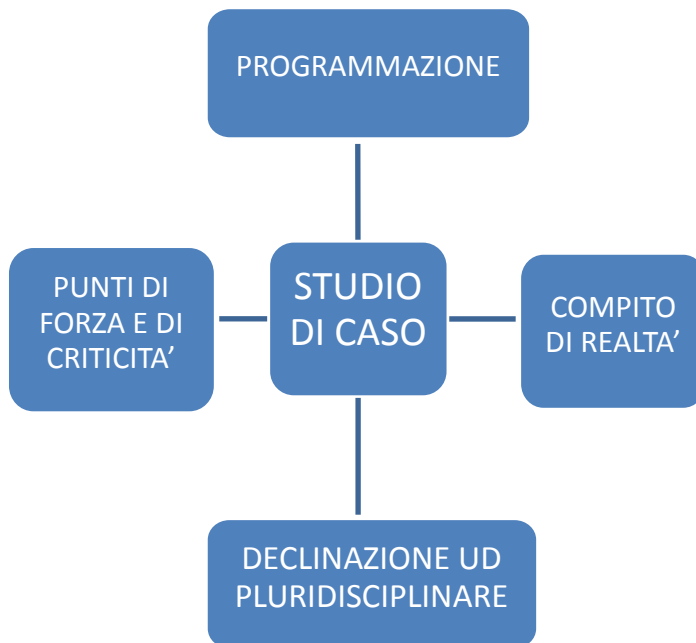 PROGRAMMAZIONE
PUNTI DI
FORZA E DI
CRITICITA’
STUDIO
DI CASO
COMPITO
DI REALTA’
DECLINAZIONE UD
PLURIDISCIPLINARE